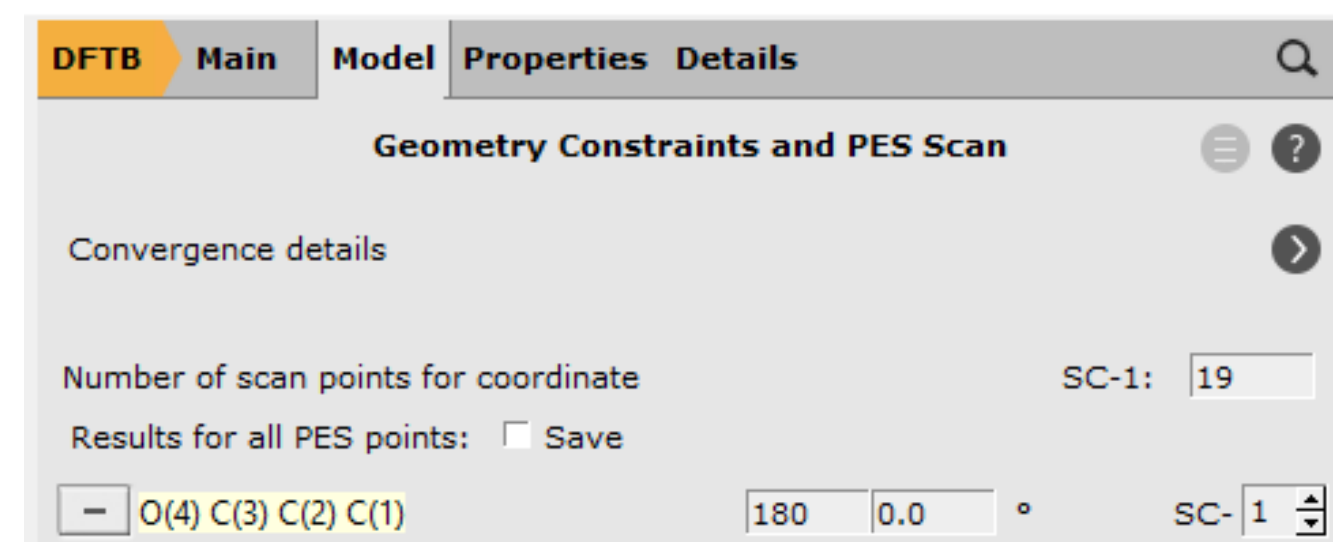 DFTB Main Model Properties Details
Geometry Constraints and PES Scan
?
Convergence details
Number of scan points for coordinate SC-1: 19
Results for all PES points: Save
− O(4) C(3) C(2) C(1) 180 0.0 ° SC- 1